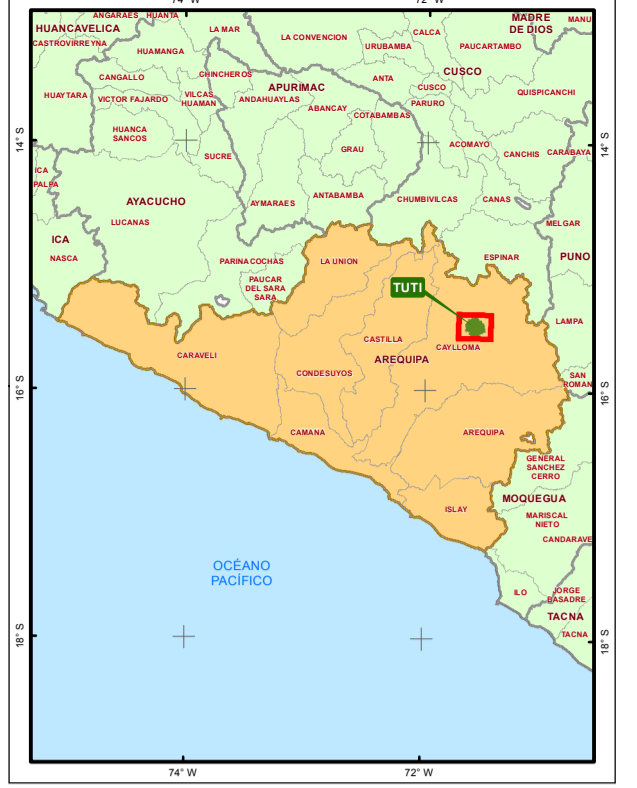 74° W
72° W
ANGARAES
HUANTA
MADRE
DE DIOS
MANU
HUANCAVELICA
LA MAR
CALCA
CASTROVIRREYNA
LA CONVENCION
URUBAMBA
PAUCARTAMBO
HUAMANGA
CUSCO
CANGALLO
CHINCHEROS
ANTA
APURIMAC
CUSCO
QUISPICANCHI
HUAYTARA
VICTOR FAJARDO
VILCAS
HUAMAN
ANDAHUAYLAS
ABANCAY
PARURO
COTABAMBAS
HUANCA
SANCOS
14° S
14° S
GRAU
ACOMAYO
CANCHIS
CARABAYA
SUCRE
ICA
PALPA
AYACUCHO
AYMARAES
ANTABAMBA
CHUMBIVILCAS
CANAS
LUCANAS
MELGAR
ICA
NASCA
PARINACOCHAS
LA UNION
ESPINAR
PUNO
PAUCAR
DEL SARA
SARA
TUTI
LAMPA
CASTILLA
CAYLLOMA
CARAVELI
AREQUIPA
CONDESUYOS
SAN
ROMAN
16° S
16° S
CAMANA
AREQUIPA
GENERAL
SANCHEZ
CERRO
MOQUEGUA
ISLAY
MARISCAL
NIETO
CANDARAVE
OCÉANO
PACÍFICO
ILO
JORGE
BASADRE
TACNA
TACNA
18° S
18° S
74° W
72° W